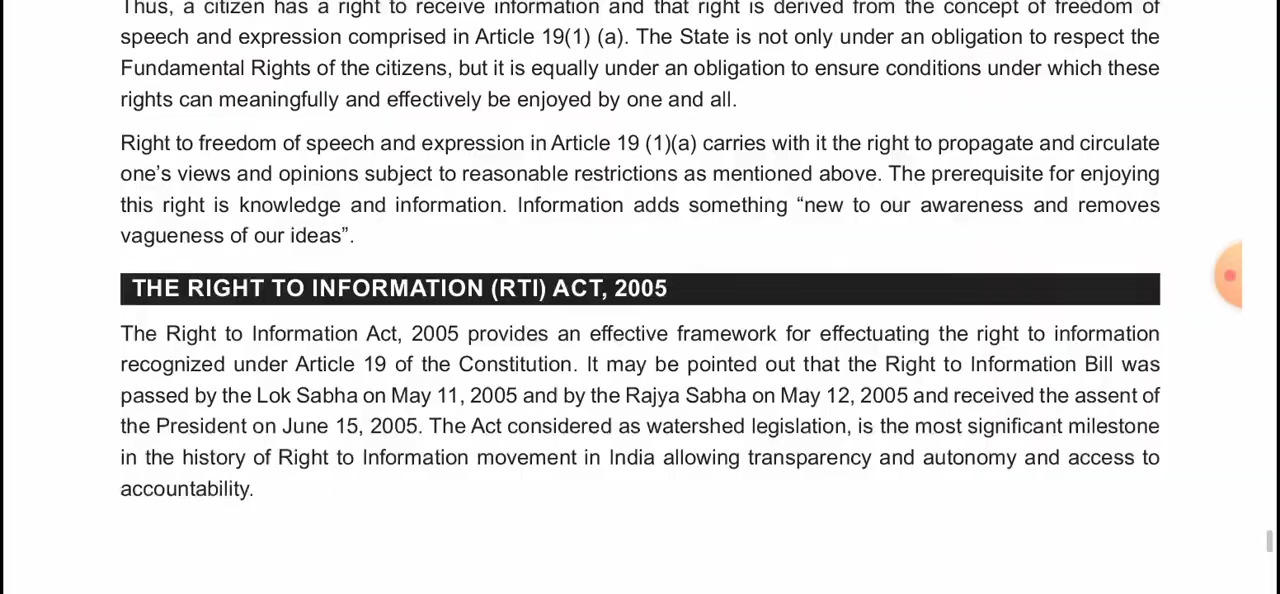 Thus, a citizen has a right to receive information and that right is derived from the concept of freedom of
speech and expression comprised in Article 19(1) (a). The State is not only under an obligation to respect the
Fundamental Rights of the citizens, but it is equally under an obligation to ensure conditions under which these
rights can meaningfully and effectively be enjoyed by one and all.
Right to freedom of speech and expression in Article 19 (1)(a) carries with it the right to propagate and circulate
one’s views and opinions subject to reasonable restrictions as mentioned above. The prerequisite for enjoying
this right is knowledge and information. Information adds something “new to our awareness and removes
vagueness of our ideas”.
THE RIGHT TO INFORMATION (RTI) ACT, 2005
The Right to Information Act, 2005 provides an effective framework for effectuating the right to information
recognized under Article 19 of the Constitution. It may be pointed out that the Right to Information Bill was
passed by the Lok Sabha on May 11, 2005 and by the Rajya Sabha on May 12, 2005 and received the assent of
the President on June 15, 2005. The Act considered as watershed legislation, is the most significant milestone
in the history of Right to Information movement in India allowing transparency and autonomy and access to
accountability.